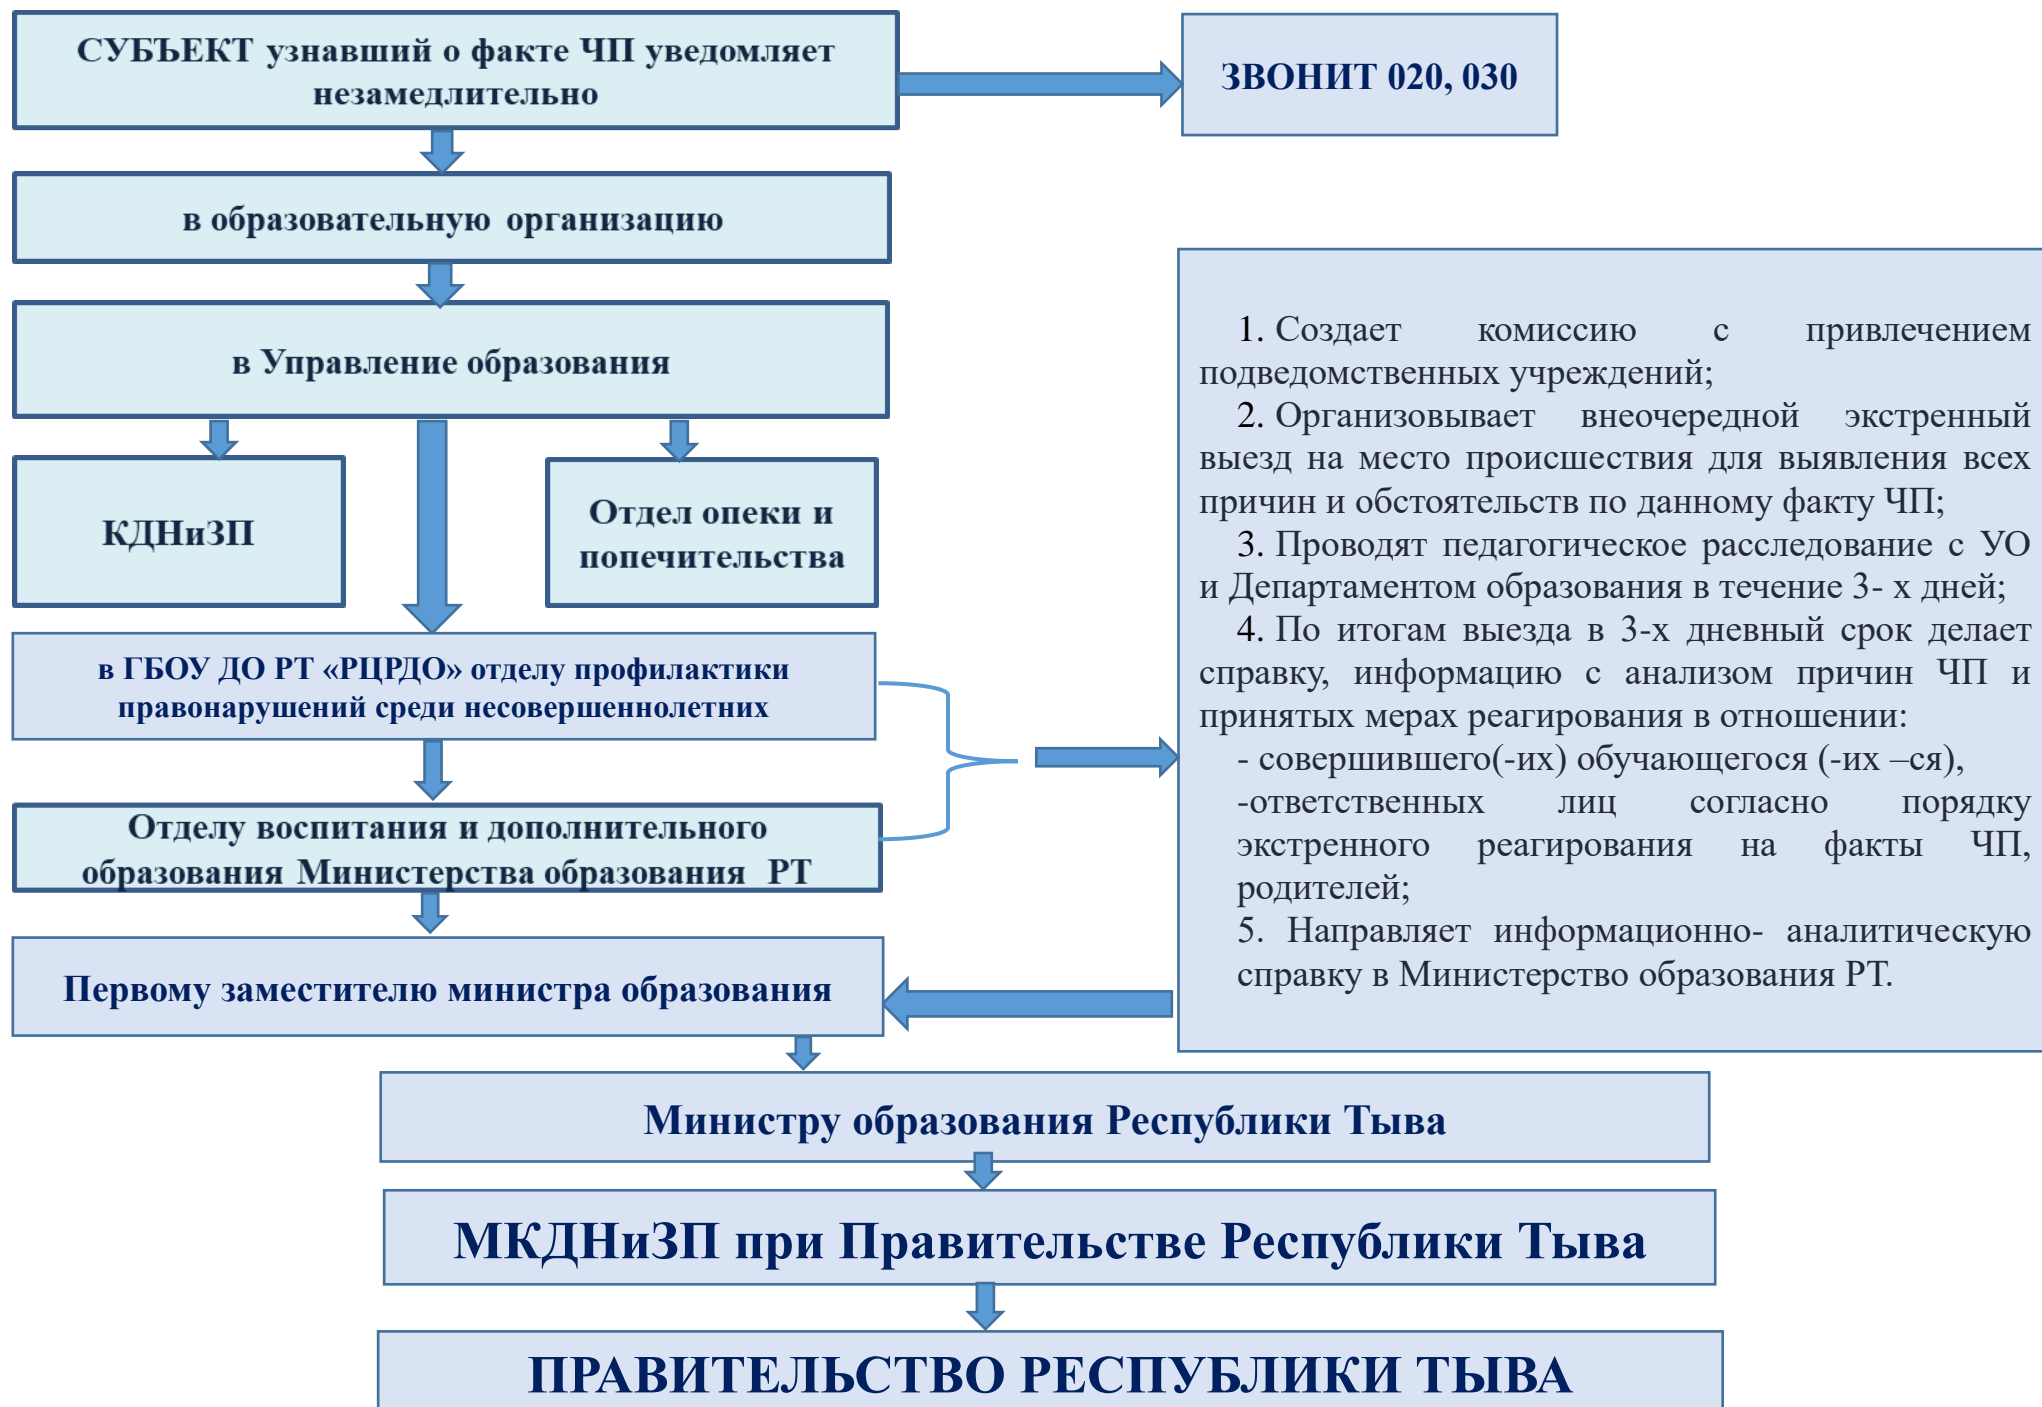 СУБЪЕКТ узнавший о факте ЧП уведомляет
незамедлительно
ЗВОНИТ 020, 030
в образовательную организацию
в Управление образования
КДНиЗП
Отдел опеки и
попечительства
в ГБОУ ДО РТ «РЦРДО» отделу профилактики
правонарушений среди несовершеннолетних
Отделу воспитания и дополнительного
образования Министерства образования РТ
Первому заместителю министра образования
1. Создает комиссию с привлечением
подведомственных учреждений;
2. Организовывает внеочередной экстренный
выезд на место происшествия для выявления всех
причин и обстоятельств по данному факту ЧП;
3. Проводят педагогическое расследование с УО
и Департаментом образования в течение 3- х дней;
4. По итогам выезда в 3-х дневный срок делает
справку, информацию с анализом причин ЧП и
принятых мерах реагирования в отношении:
- совершившего(-их) обучающегося (-их –ся),
-ответственных лиц согласно порядку
экстренного реагирования на факты ЧП,
родителей;
5. Направляет информационно- аналитическую
справку в Министерство образования РТ.
Министру образования Республики Тыва
МКДНиЗП при Правительстве Республики Тыва
ПРАВИТЕЛЬСТВО РЕСПУБЛИКИ ТЫВА